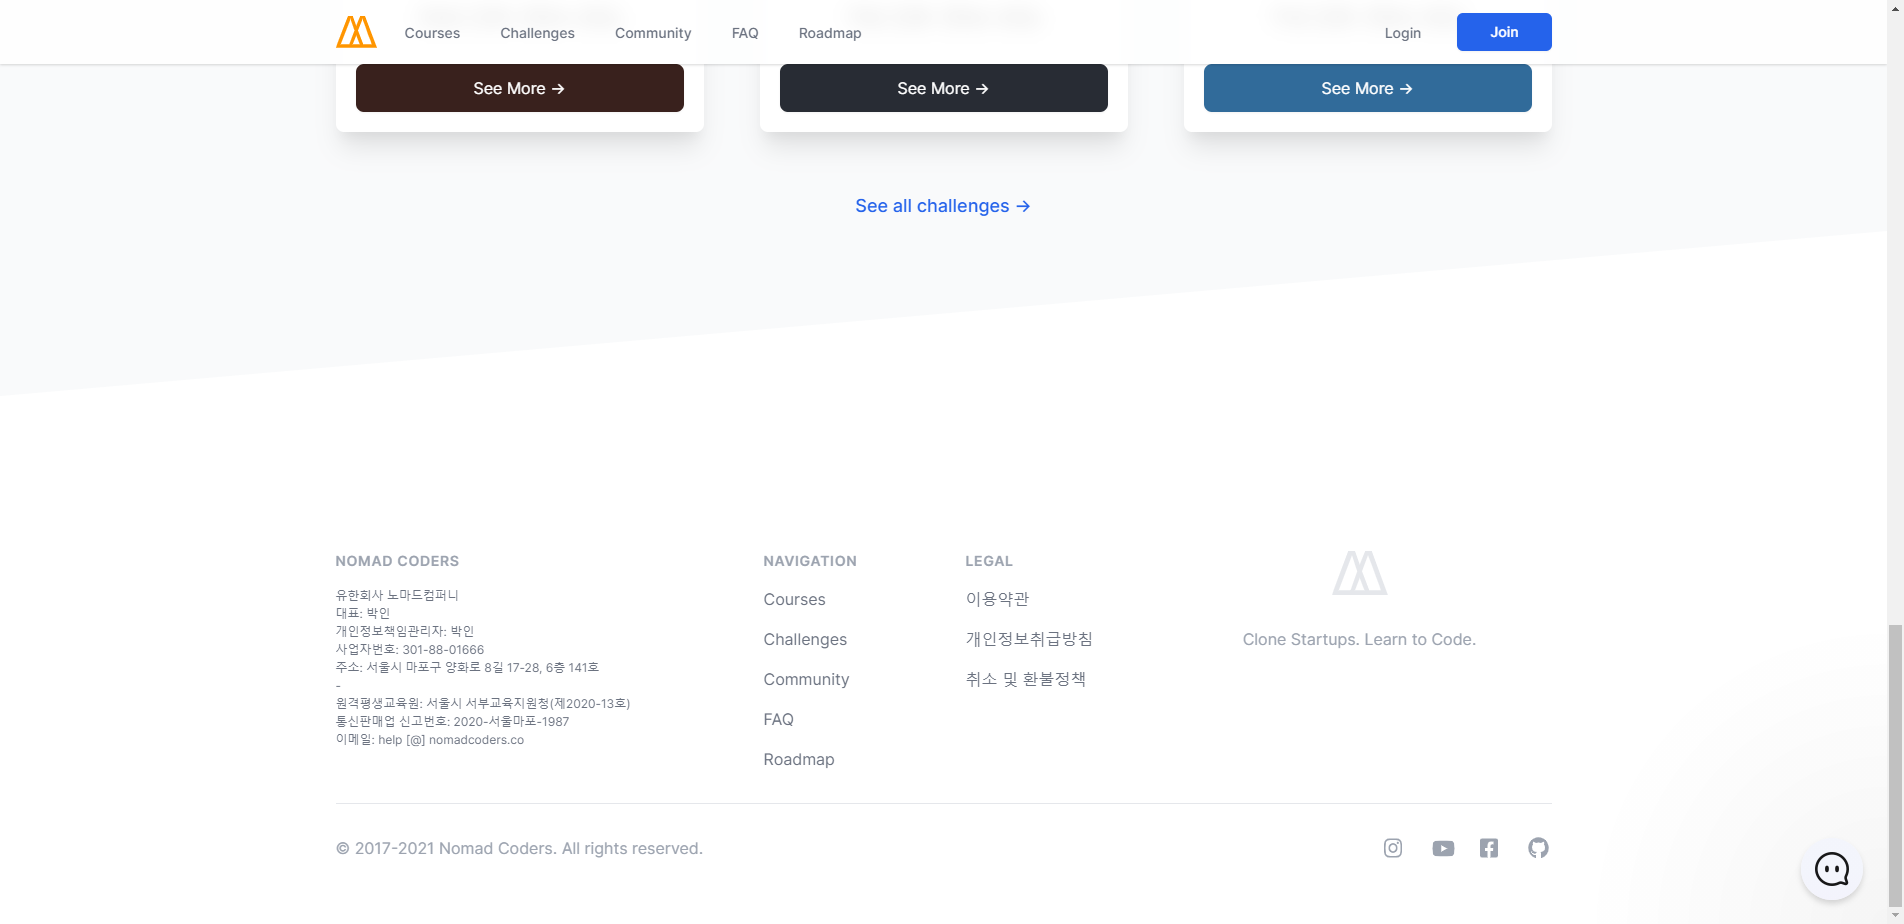 Courses
Challenges
Community
FAQ
Roadmap
Login
Join
See More →
See More →
See More →
See all challenges →
NOMAD CODERS
유한회사 노마드컴퍼니
대표: 박인
개인정보책임관리자: 박인
사업자번호: 301-88-01666
주소: 서울시 마포구 양화로 8길 17-28, 6층 141호
-
원격평생교육원: 서울시 서부교육지원청(제2020-13호)
통신판매업 신고번호: 2020-서울마포-1987
이메일: help [@] nomadcoders.co
NAVIGATION
Courses
Challenges
Community
FAQ
Roadmap
LEGAL
이용약관
개인정보취급방침
취소 및 환불정책
Clone Startups. Learn to Code.
© 2017-2021 Nomad Coders. All rights reserved.